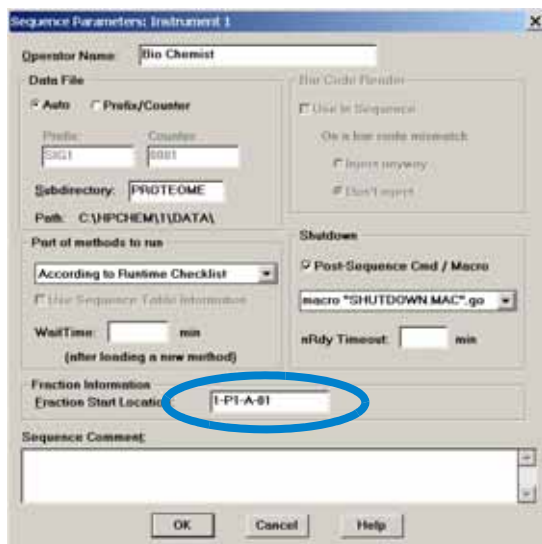 Sequence Parameters: Instrument 1
Operator Name: Bio Chemist
Data File
Auto Prefix/Counter
Prefix: Counter:
SIG1 0001
Subdirectory: PROTEOME
Path: C:\HPCHEM\1\DATA\
Bar Code Reader
Use In Sequence
On a bar code mismatch
Inject anyway
Don't inject
Part of methods to run
According to Runtime Checklist
Use Sequence Table Information
WaitTime: min
(after loading a new method)
Shutdown
Post-Sequence Cmd / Macro
macro "SHUTDOWN.MAC",go
nRdy Timeout: min
Fraction Information
Fraction Start Location: 1-P1-A-01
Sequence Comment:
OK Cancel Help